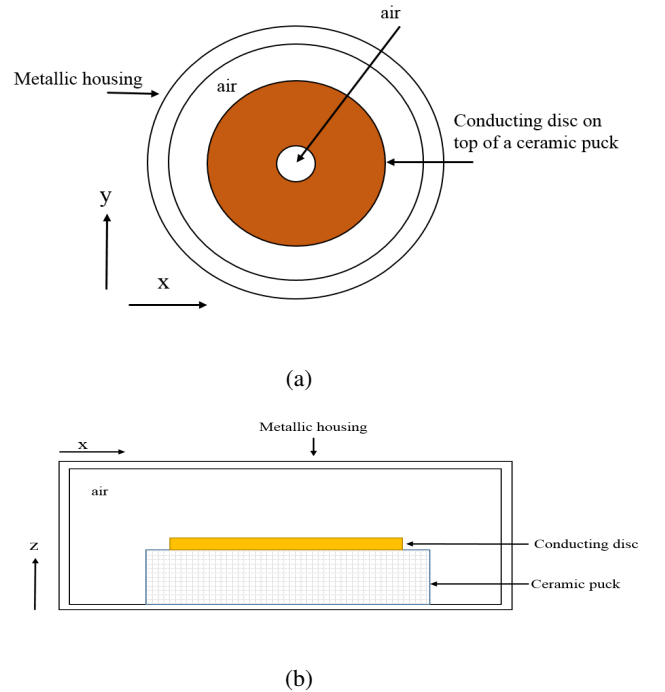 air
Metallic housing
air
Conducting disc on
top of a ceramic puck
y
x
(a)
Metallic housing
x
air
z
Conducting disc
Ceramic puck
(b)